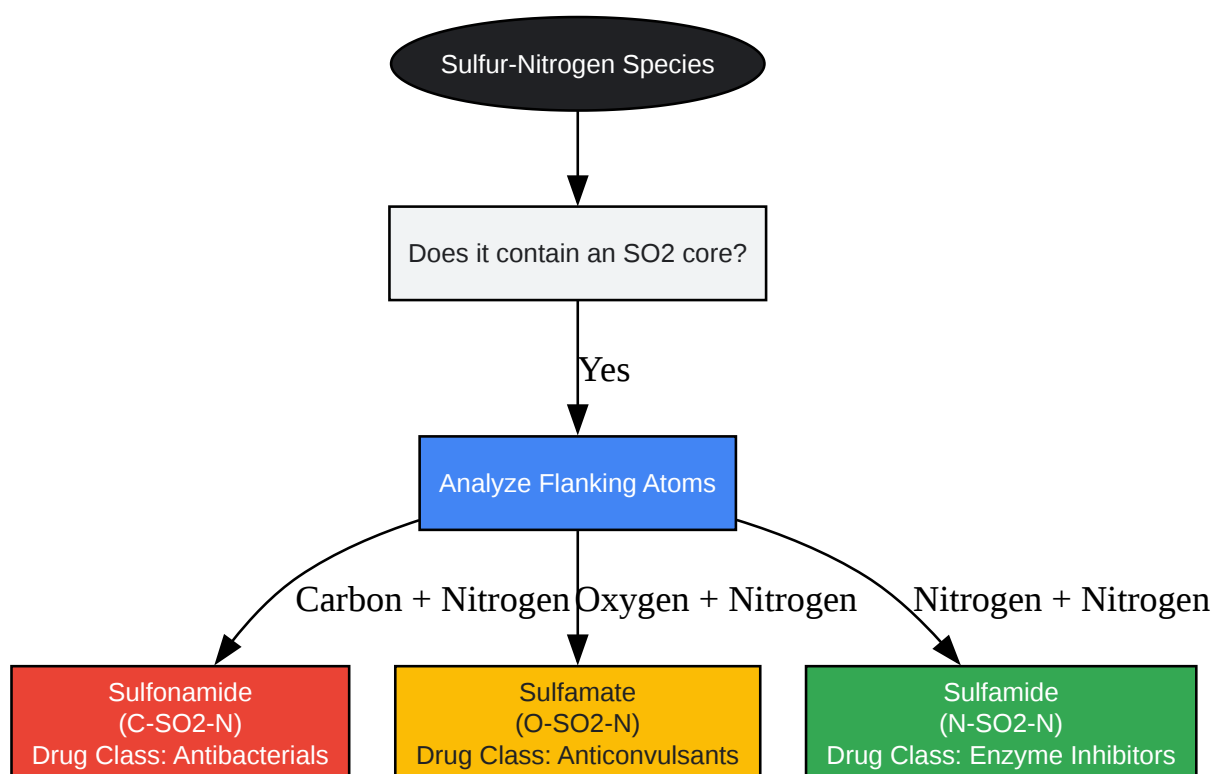 Sulfur-Nitrogen Species
Does it contain an SO2 core?
Yes
Analyze Flanking Atoms
Carbon + Nitrogen
Oxygen + Nitrogen
Nitrogen + Nitrogen
Sulfonamide
(C-SO2-N)
Drug Class: Antibacterials
Sulfamate
(O-SO2-N)
Drug Class: Anticonvulsants
Sulfamide
(N-SO2-N)
Drug Class: Enzyme Inhibitors